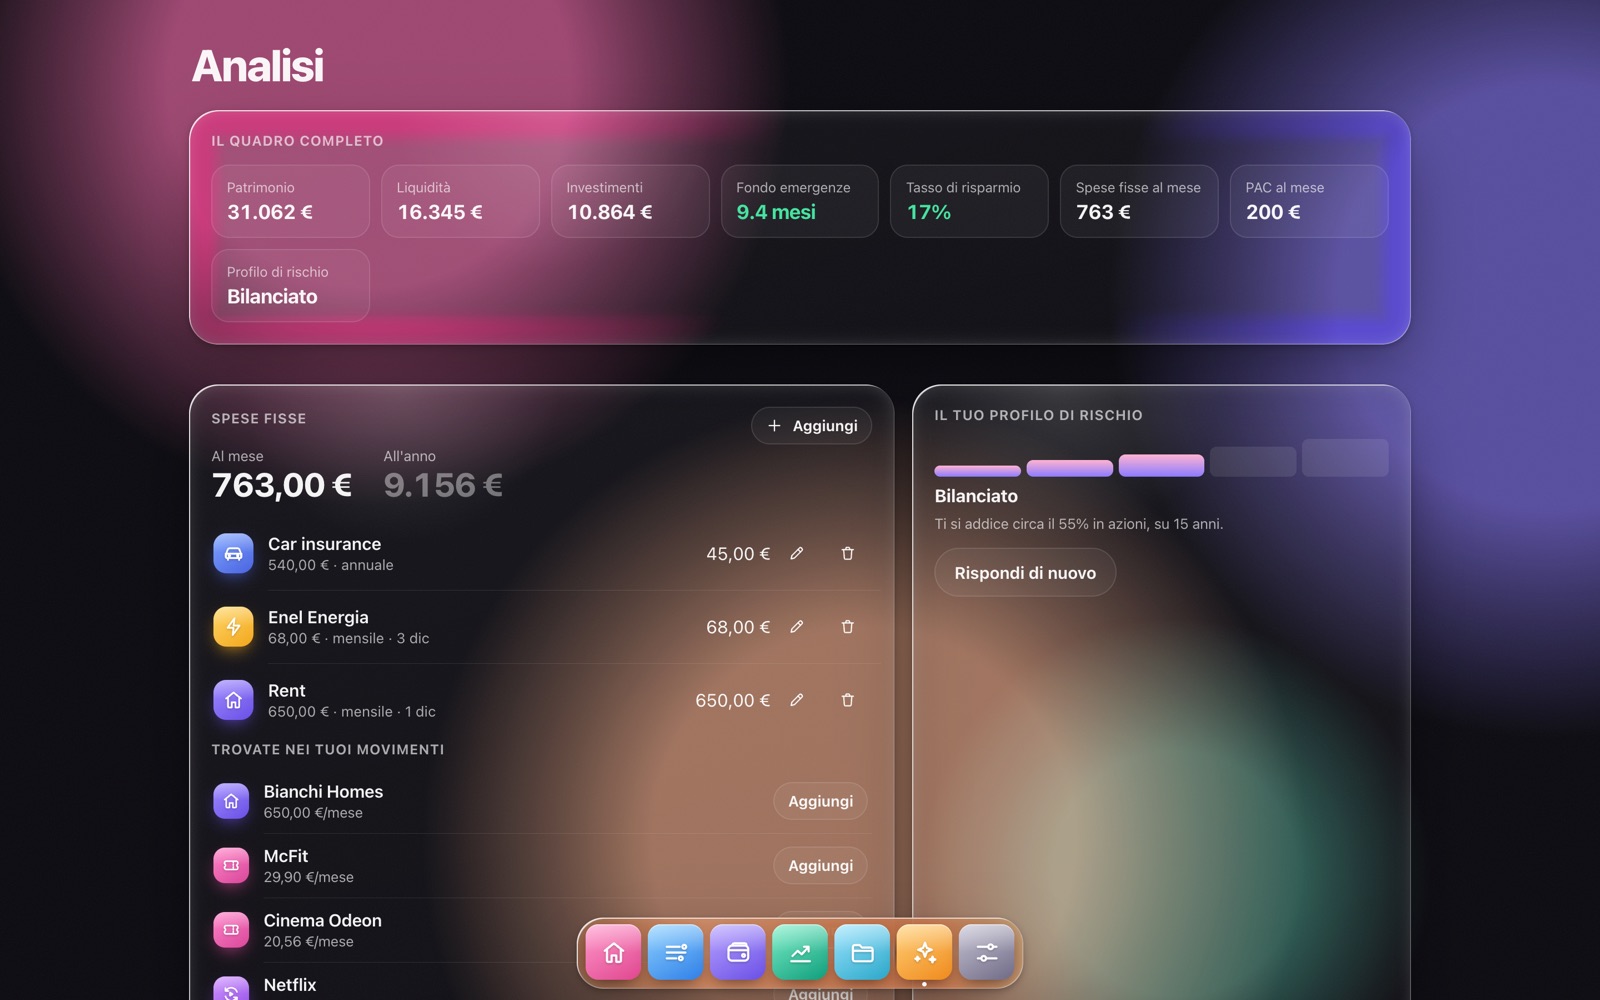 Analisi
IL QUADRO COMPLETO
Patrimonio
31.062 €
Liquidità
16.345 €
Investimenti
10.864 €
Fondo emergenze
9.4 mesi
Tasso di risparmio
17%
Spese fisse al mese
763 €
PAC al mese
200 €
Profilo di rischio
Bilanciato
SPESE FISSE
Aggiungi
Al mese
763,00 €
All'anno
9.156 €
Car insurance
540,00 € · annuale
45,00 €
Enel Energia
68,00 € · mensile · 3 dic
68,00 €
Rent
650,00 € · mensile · 1 dic
650,00 €
TROVATE NEI TUOI MOVIMENTI
Bianchi Homes
650,00 €/mese
Aggiungi
McFit
29,90 €/mese
Aggiungi
Cinema Odeon
20,56 €/mese
Netflix
Aggiungi
IL TUO PROFILO DI RISCHIO
Bilanciato
Ti si addice circa il 55% in azioni, su 15 anni.
Rispondi di nuovo